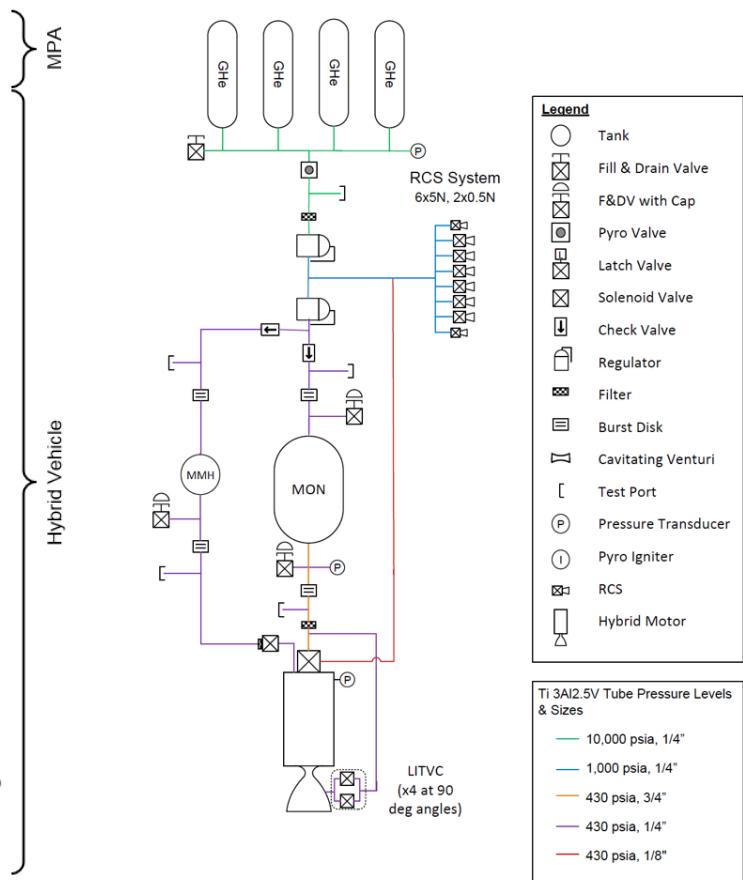 MPA
Hybrid Vehicle
GHe
GHe
GHe
GHe
P
RCS System
6x5N, 2x0.5N
MMH
MON
P
P
LITVC
(x4 at 90
deg angles)
Legend
Tank
Fill & Drain Valve
F&DV with Cap
Pyro Valve
Latch Valve
Solenoid Valve
Check Valve
Regulator
Filter
Burst Disk
Cavitating Venturi
Test Port
P Pressure Transducer
I Pyro Igniter
RCS
Hybrid Motor
Ti 3Al2.5V Tube Pressure Levels
& Sizes
10,000 psia, 1/4"
1,000 psia, 1/4"
430 psia, 3/4"
430 psia, 1/4"
430 psia, 1/8"